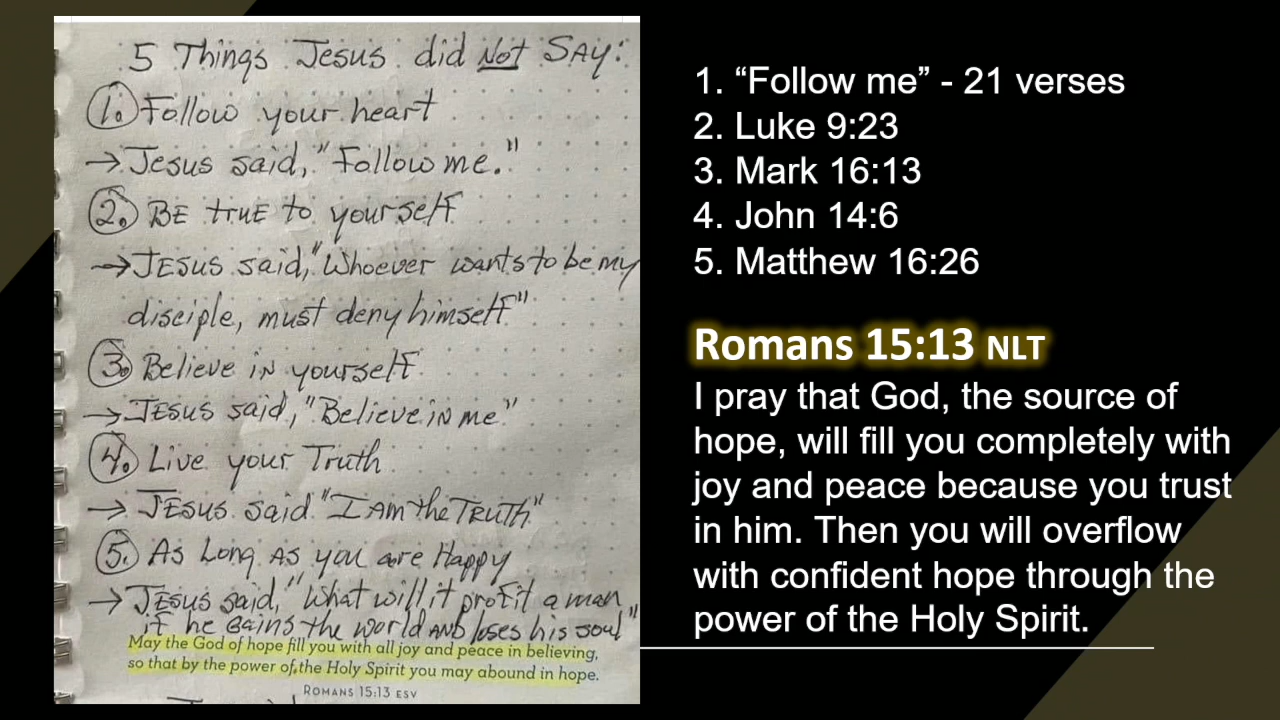 5 Things Jesus did Not SAY:
1. Follow your heart
→ Jesus said, "Follow me."
2. BE trUE to yourself
→ JESUS said, "Whoever wants to be my
disciple, must deny himself"
3. Believe iN yourself
→ JESUS said, "Believe iN me"
4. Live your Truth
→ JESUS said "I AM the TRUTH"
5. As Long AS you are Happy
→ JESUS said, "What will it profit a man
if he GaiNS the world AND loses his soul"
May the God of hope fill you with all joy and peace in believing,
so that by the power of the Holy Spirit you may abound in hope.
ROMANS 15:13 ESV
1. “Follow me” - 21 verses
2. Luke 9:23
3. Mark 16:13
4. John 14:6
5. Matthew 16:26
Romans 15:13 NLT
I pray that God, the source of
hope, will fill you completely with
joy and peace because you trust
in him. Then you will overflow
with confident hope through the
power of the Holy Spirit.